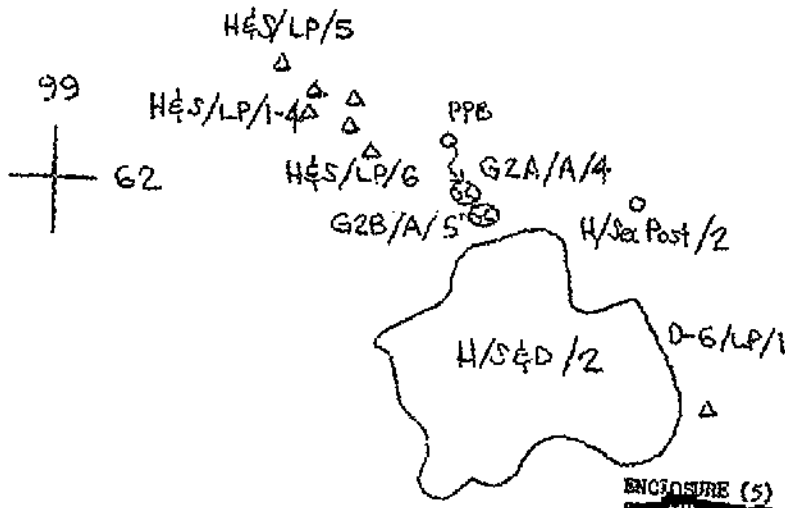 H&S/LP/5
99
H&S/LP/1-4
62
PPB
H&S/LP/6
G2A/A/4
G2B/A/5
H/Sec Post/2
D-6/LP/1
H/S&D/2
ENCLOSURE (5)